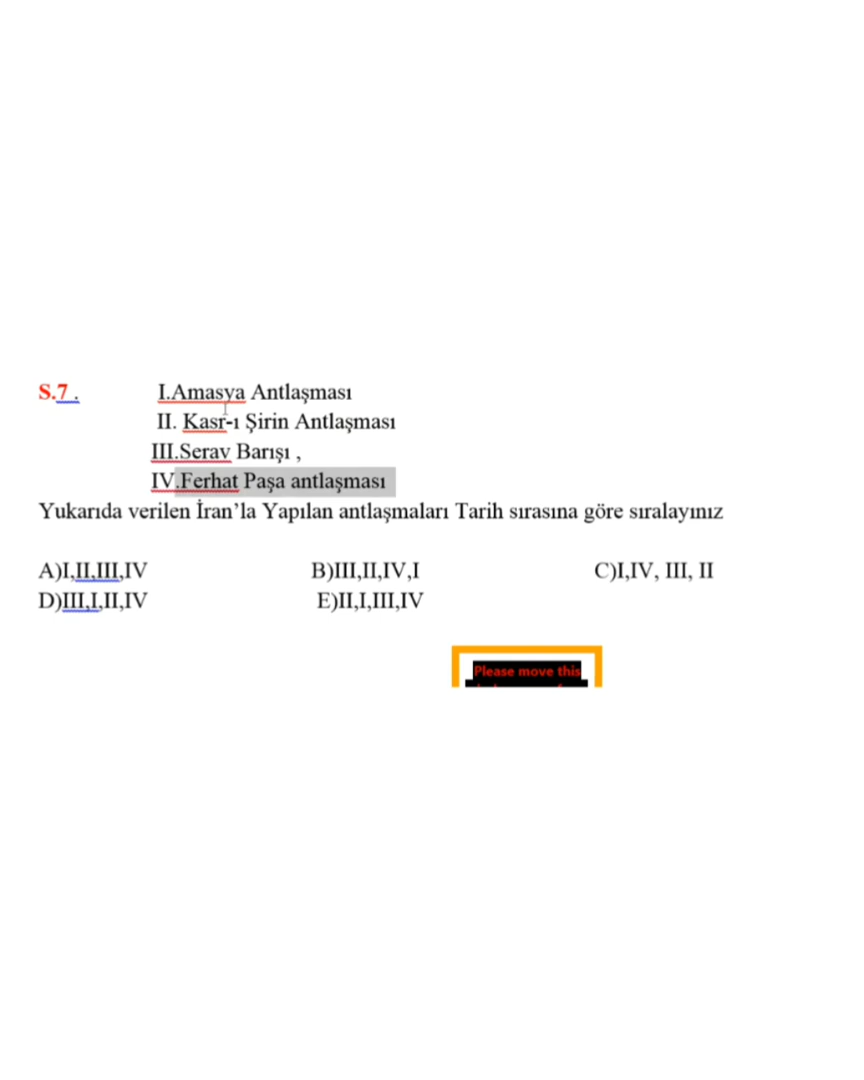 S.7 . I.Amasya Antlaşması
II. Kasr-ı Şirin Antlaşması
III.Serav Barışı ,
IV.Ferhat Paşa antlaşması
Yukarıda verilen İran’la Yapılan antlaşmaları Tarih sırasına göre sıralayınız
A)I,II,III,IV B)III,II,IV,I C)I,IV, III, II
D)III,I,II,IV E)II,I,III,IV
Please move this